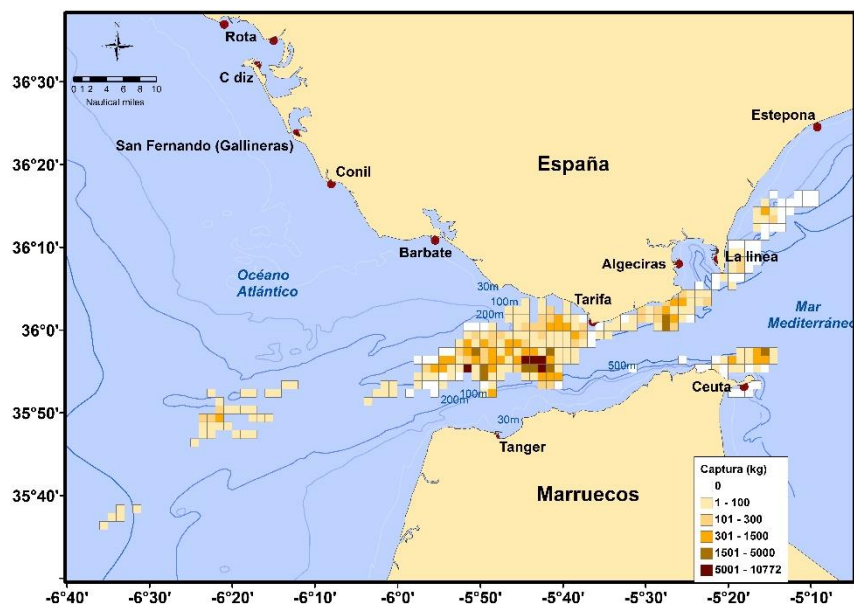 N
Rota
C diz
0 1 2 4 6 8 10
Nautical miles
36°30'
Estepona
San Fernando (Gallineras)
36°20'
España
Conil
36°10'
Barbate
Algeciras
La linea
Océano
Atlántico
30m
Tarifa
100m
200m
Mar
Mediterráneo
36°0'
500m
Ceuta
35°50'
100m
200m
30m
Tanger
35°40'
Marruecos
Captura (kg)
0
1 - 100
101 - 300
301 - 1500
1501 - 5000
5001 - 10772
-6°40' -6°30' -6°20' -6°10' -6°0' -5°50' -5°40' -5°30' -5°20' -5°10'